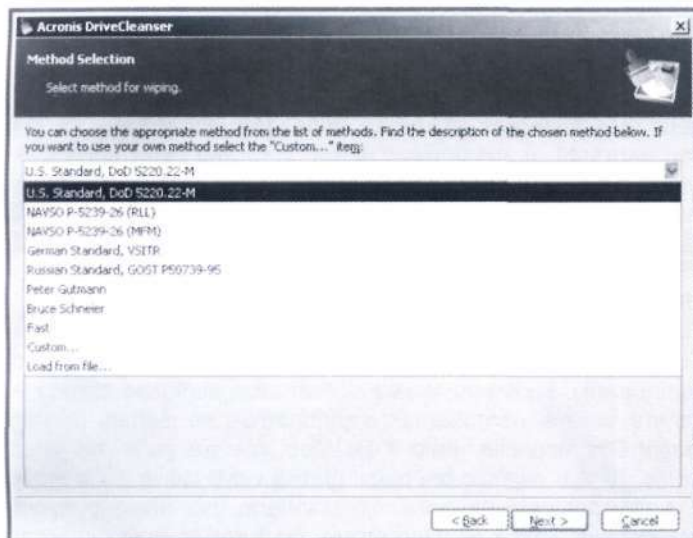 Acronis DriveCleanser
Method Selection
Select method for wiping.
You can choose the appropriate method from the list of methods. Find the description of the chosen method below. If
you want to use your own method select the "Custom..." item:
U.S. Standard, DoD 5220.22-M
U.S. Standard, DoD 5220.22-M
NAVSO P-5239-26 (RLL)
NAVSO P-5239-26 (MFM)
German Standard, VSITR
Russian Standard, GOST P50739-95
Peter Gutmann
Bruce Schneier
Fast
Custom...
Load from file...
< Back
Next >
Cancel